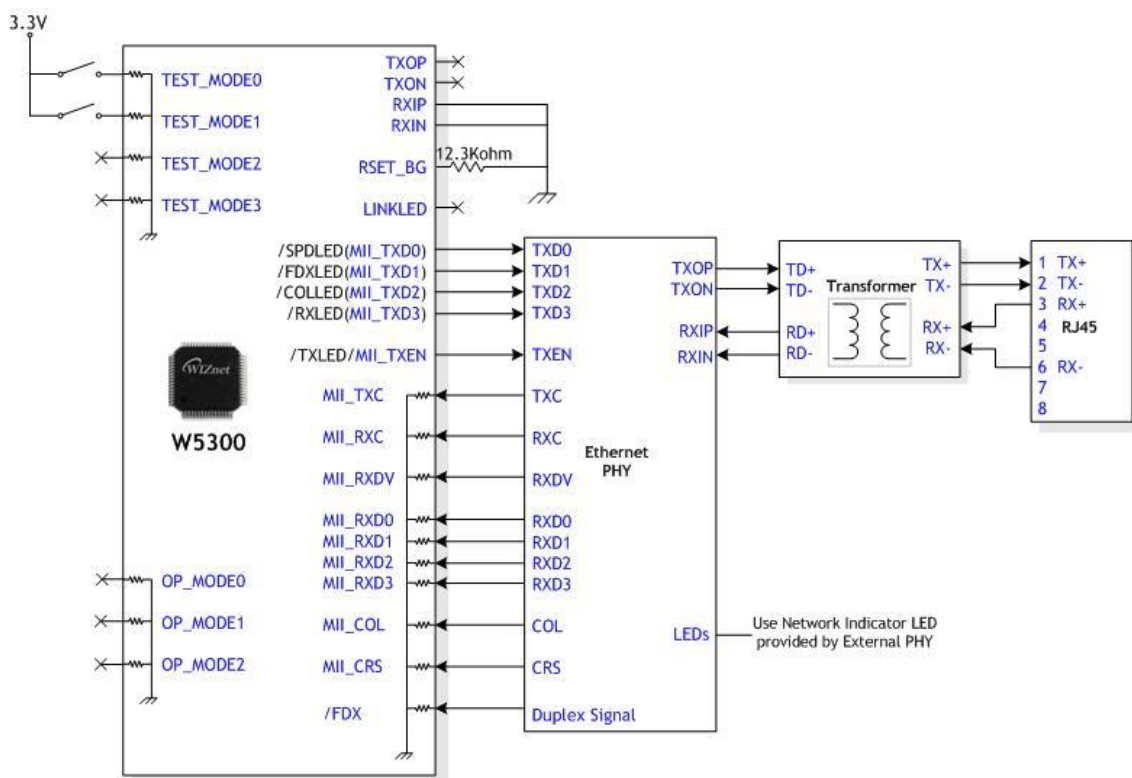 3.3V
TEST_MODE0
TEST_MODE1
TEST_MODE2
TEST_MODE3
WIZnet
W5300
OP_MODE0
OP_MODE1
OP_MODE2
TXOP
TXON
RXIP
RXIN
12.3Kohm
RSET_BG
LINKLED
/SPDLED(MII_TXD0)
/FDXLED(MII_TXD1)
/COLLED(MII_TXD2)
/RXLED(MII_TXD3)
/TXLED/MII_TXEN
MII_TXC
MII_RXC
MII_RXDV
MII_RXD0
MII_RXD1
MII_RXD2
MII_RXD3
MII_COL
MII_CRS
/FDX
TXD0
TXD1
TXD2
TXD3
TXEN
TXC
RXC
RXDV
RXD0
RXD1
RXD2
RXD3
COL
CRS
Duplex Signal
Ethernet
PHY
TXOP
TXON
RXIP
RXIN
LEDs
Use Network Indicator LED
provided by External PHY
TD+
TD-
RD+
RD-
Transformer
TX+
TX-
RX+
RX-
1 TX+
2 TX-
3 RX+
4
RJ45
5
6 RX-
7
8